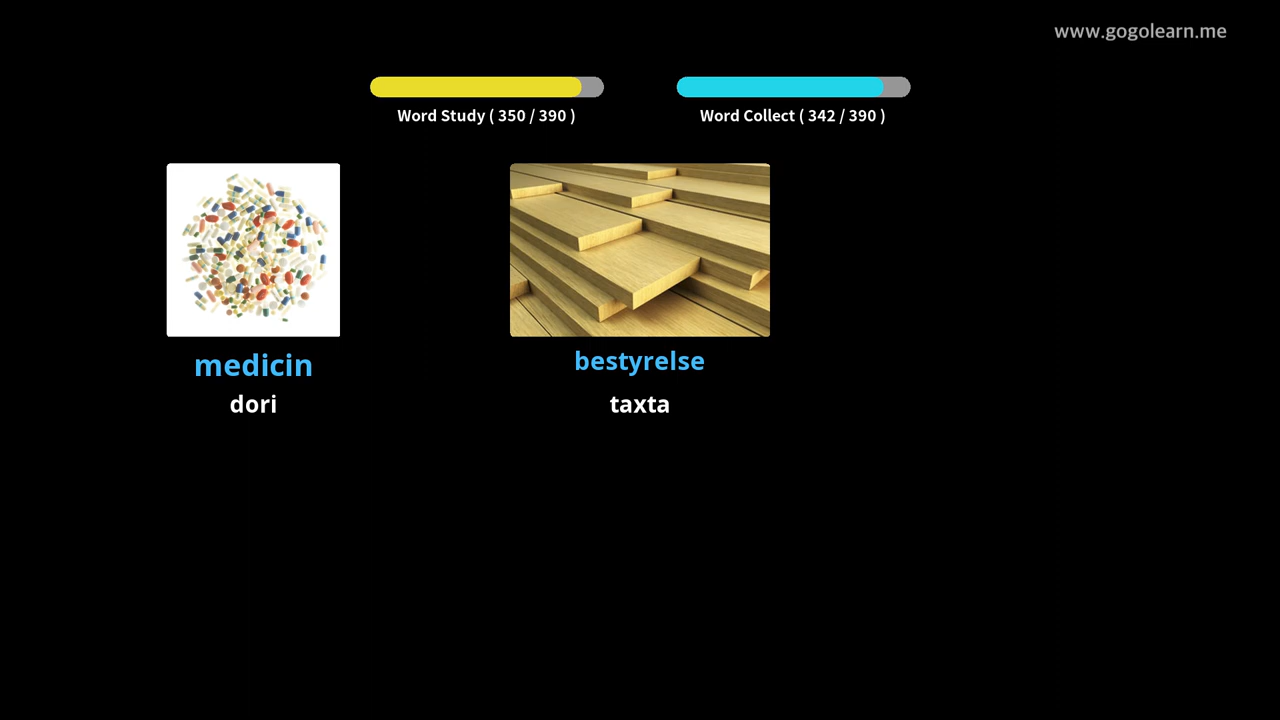 www.gogolearn.me
Word Study ( 350 / 390 )
Word Collect ( 342 / 390 )
medicin
dori
bestyrelse
taxta